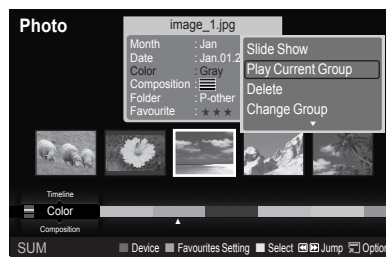 Photo
image_1.jpg
Month : Jan
Date : Jan.01.2
Color : Gray
Composition :
Folder : P-other
Favourite : ★ ★ ★
Slide Show
Play Current Group
Delete
Change Group
Timeline
Color
Composition
SUM Device Favourites Setting Select Jump Option